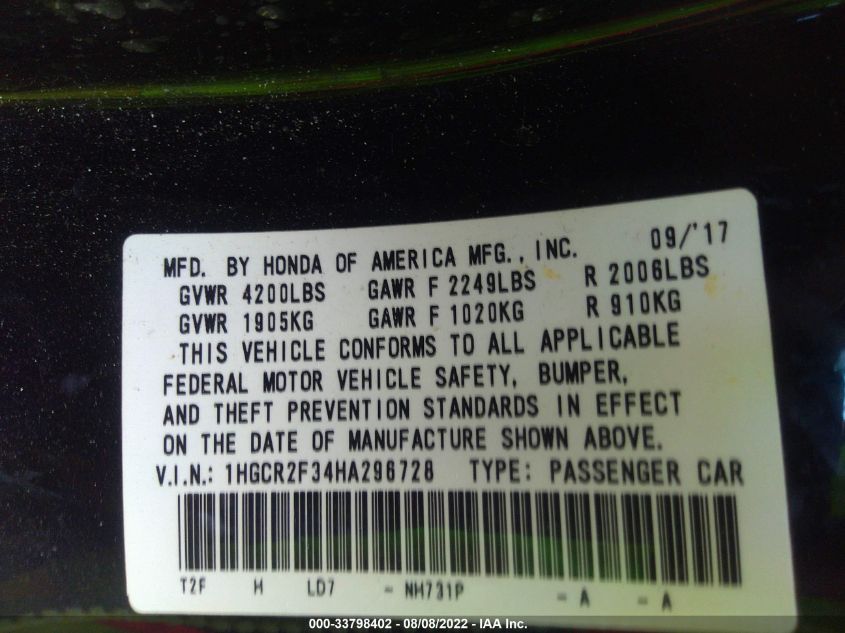 MFD. BY HONDA OF AMERICA MFG., INC. 09/'17
GVWR 4200LBS GAWR F 2249LBS R 2006LBS
GVWR 1905KG GAWR F 1020KG R 910KG
THIS VEHICLE CONFORMS TO ALL APPLICABLE
FEDERAL MOTOR VEHICLE SAFETY, BUMPER,
AND THEFT PREVENTION STANDARDS IN EFFECT
ON THE DATE OF MANUFACTURE SHOWN ABOVE.
V.I.N.: 1HGCR2F34HA296728 TYPE: PASSENGER CAR
T2F H LD7 - NH731P - A - A
000-33798402 - 08/08/2022 - IAA Inc.